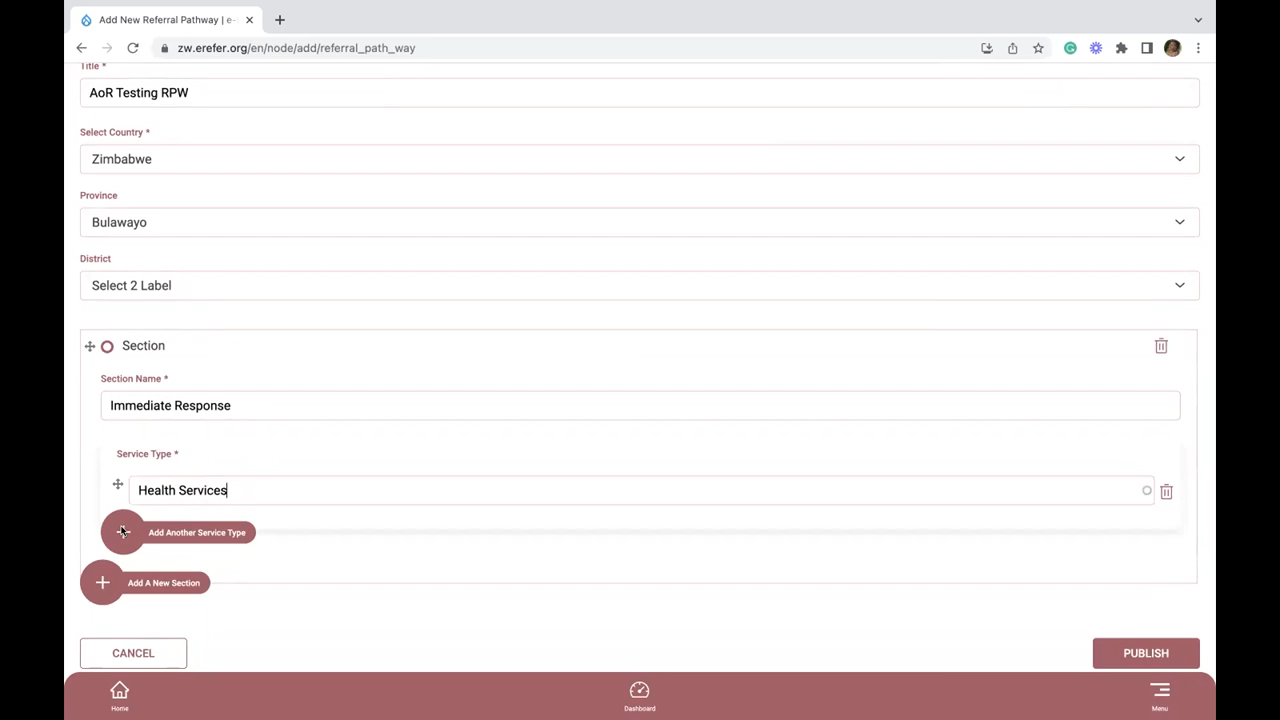 Add New Referral Pathway | e-
zw.erefer.org/en/node/add/referral_path_way
Title *
AoR Testing RPW
Select Country *
Zimbabwe
Province
Bulawayo
District
Select 2 Label
Section
Section Name *
Immediate Response
Service Type *
Health Services
Add Another Service Type
Add A New Section
CANCEL
PUBLISH
Home
Dashboard
Menu